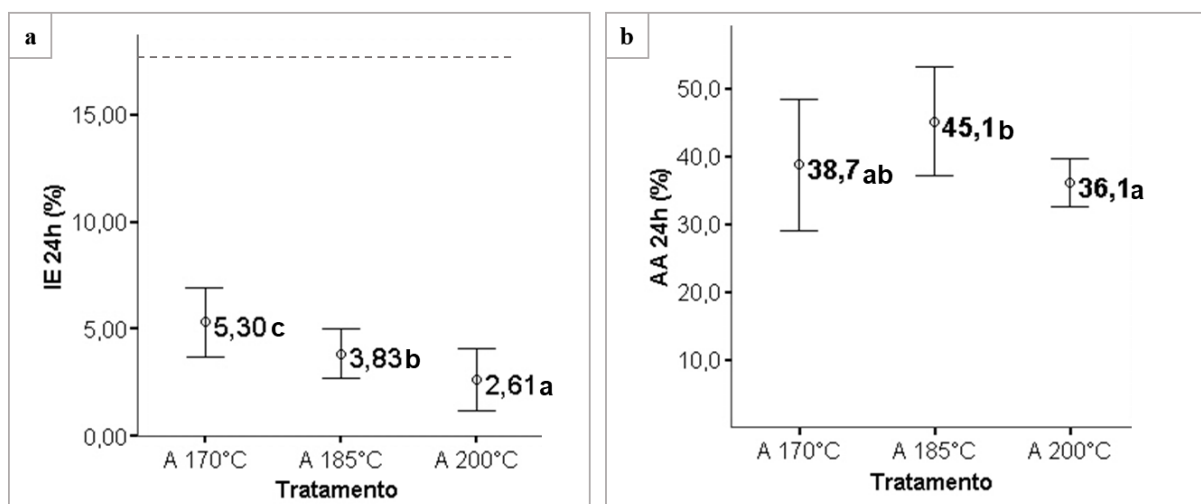 a
IE 24h (%)
15,00
10,00
5,00
0,00
5,30 c
3,83 b
2,61 a
A 170°C A 185°C A 200°C
Tratamento
b
AA 24h (%)
50,0
40,0
30,0
20,0
10,0
38,7 ab
45,1 b
36,1 a
A 170°C A 185°C A 200°C
Tratamento